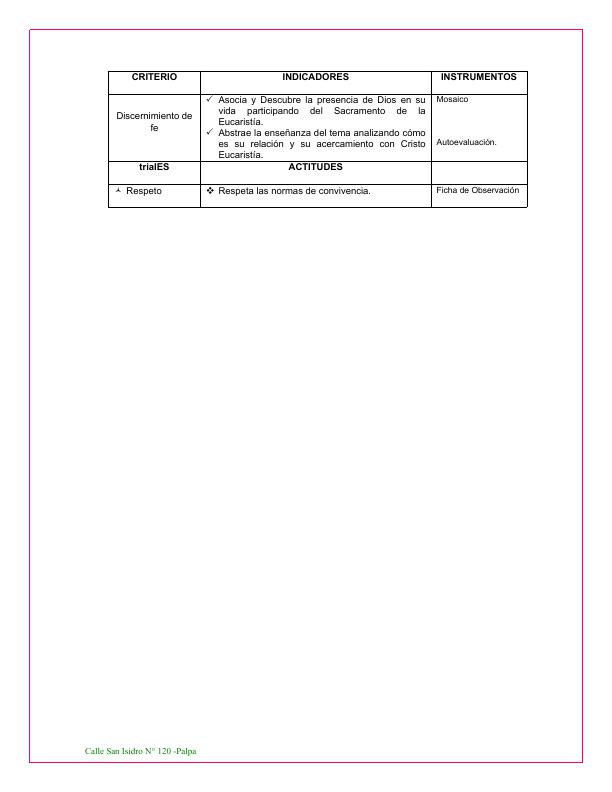 CRITERIO INDICADORES INSTRUMENTOS
Discernimiento de
fe
✓ Asocia y Descubre la presencia de Dios en su
vida participando del Sacramento de la
Eucaristía.
✓ Abstrae la enseñanza del tema analizando cómo
es su relación y su acercamiento con Cristo
Eucaristía.
Mosaico
Autoevaluación.
trialES ACTITUDES
Respeto
❖ Respeta las normas de convivencia.
Ficha de Observación
Calle San Isidro N° 120 -Palpa